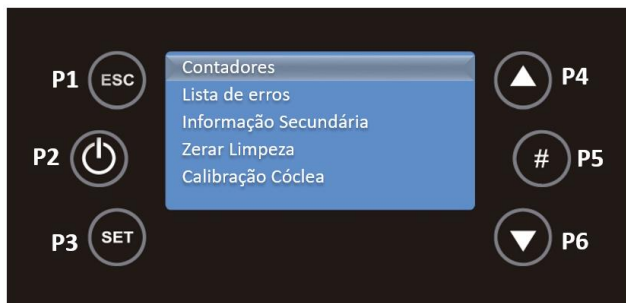 P1 ESC
P2
P3 SET
Contadores
Lista de erros
Informação Secundária
Zerar Limpeza
Calibração Cóclea
P4
# P5
P6